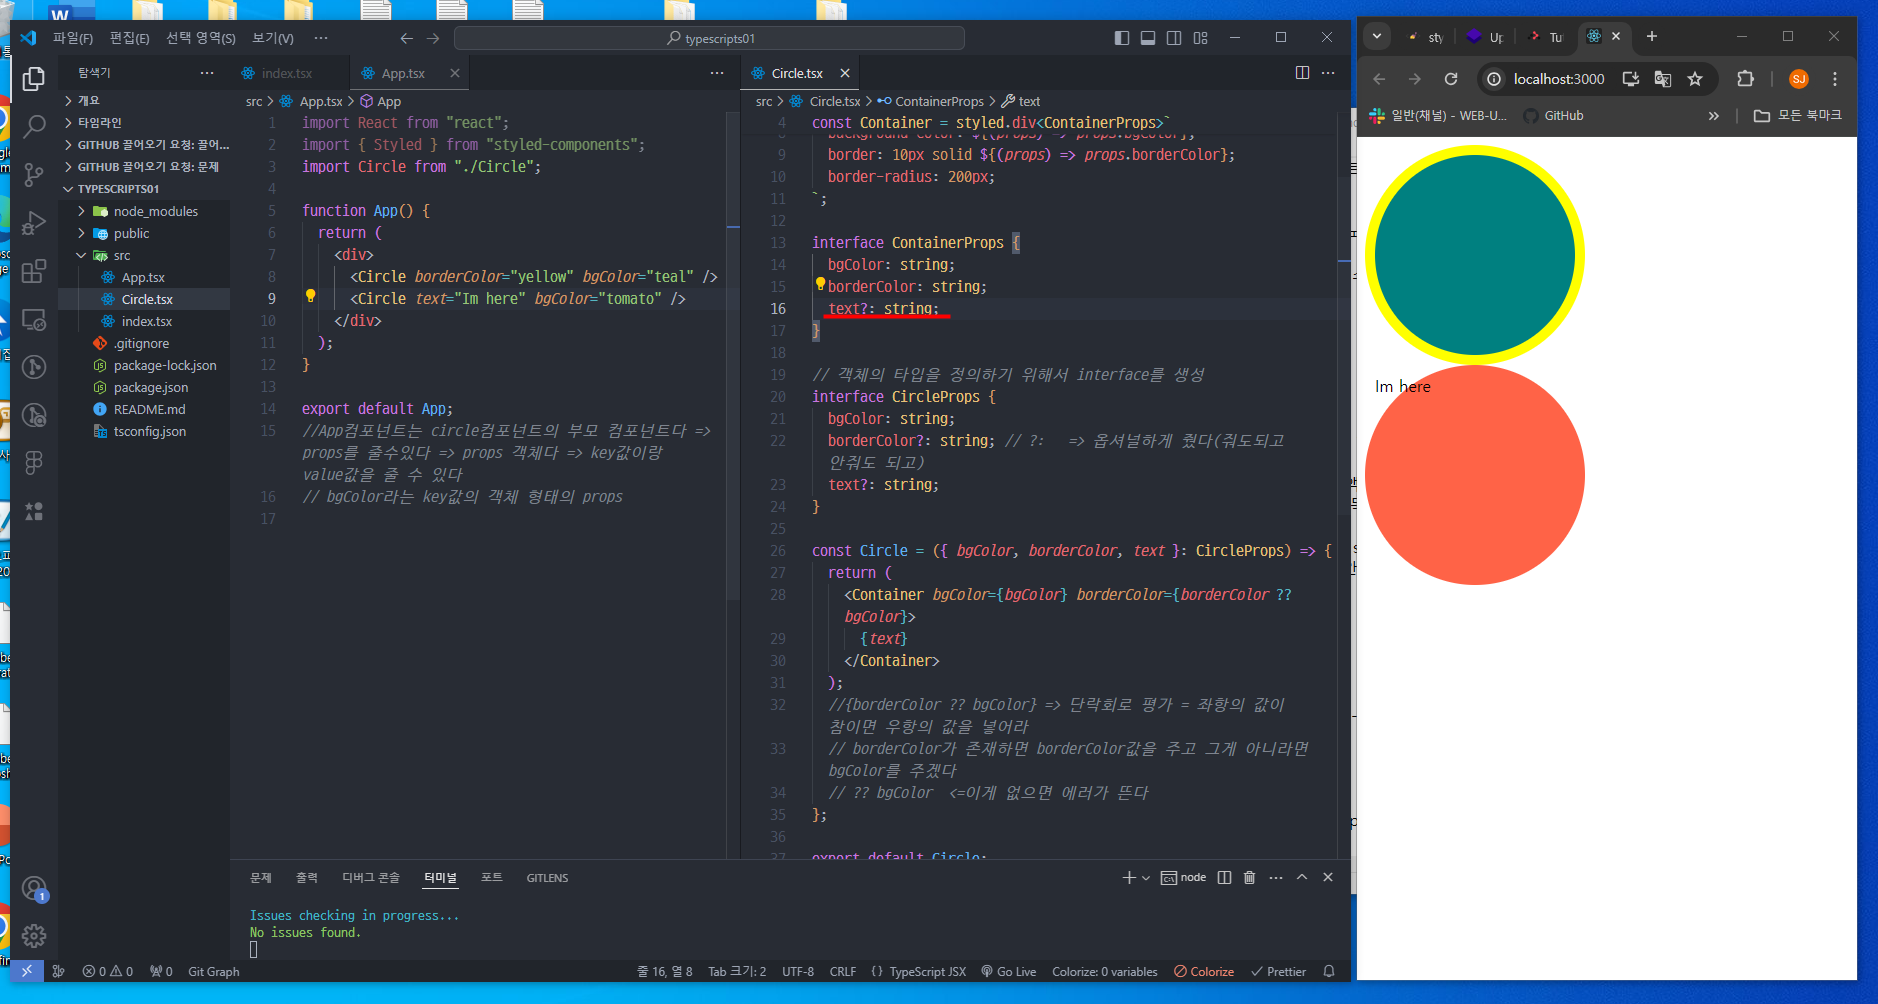 파일(F) 편집(E) 선택 영역(S) 보기(V) ··· typescripts01
탐색기
개요
타임라인
GITHUB 끌어오기 요청: 끌어...
GITHUB 끌어오기 요청: 문제
TYPESCRIPTS01
node_modules
public
src
App.tsx
Circle.tsx
index.tsx
.gitignore
package-lock.json
package.json
README.md
tsconfig.json
index.tsx App.tsx
src > App.tsx > App
1 import React from "react";
2 import { Styled } from "styled-components";
3 import Circle from "./Circle";
4
5 function App() {
6 return (
7 <div>
8 <Circle borderColor="yellow" bgColor="teal" />
9 <Circle text="Im here" bgColor="tomato" />
10 </div>
11 );
12 }
13
14 export default App;
15 //App컴포넌트는 circle컴포넌트의 부모 컴포넌트다 =>
props를 줄수있다 => props 객체다 => key값이랑
value값을 줄 수 있다
16 // bgColor라는 key값의 객체 형태의 props
17
Circle.tsx
src > Circle.tsx > ContainerProps > text
4 const Container = styled.div<ContainerProps>`
background-color: ${(props) => props.bgColor};
9 border: 10px solid ${(props) => props.borderColor};
10 border-radius: 200px;
11 `;
12
13 interface ContainerProps {
14 bgColor: string;
15 borderColor: string;
16 text?: string;
17 }
18
19 // 객체의 타입을 정의하기 위해서 interface를 생성
20 interface CircleProps {
21 bgColor: string;
22 borderColor?: string; // ?: => 옵셔널하게 줬다(줘도되고
안줘도 되고)
23 text?: string;
24 }
25
26 const Circle = ({ bgColor, borderColor, text }: CircleProps) => {
27 return (
28 <Container bgColor={bgColor} borderColor={borderColor ??
bgColor}>
29 {text}
30 </Container>
31 );
32 //{borderColor ?? bgColor} => 단락회로 평가 = 좌항의 값이
참이면 우항의 값을 넣어라
33 // borderColor가 존재하면 borderColor값을 주고 그게 아니라면
bgColor를 주겠다
34 // ?? bgColor <=이게 없으면 에러가 뜬다
35 };
36
37 export default Circle;
문제 출력 디버그 콘솔 터미널 포트 GITLENS
node
Issues checking in progress...
No issues found.
1
0 0 0 Git Graph
줄 16, 열 8 Tab 크기: 2 UTF-8 CRLF {} TypeScript JSX Go Live Colorize: 0 variables Colorize Prettier
sty Up Tu
localhost:3000 SJ
일반(채널) - WEB-U... GitHub » 모든 북마크
Im here